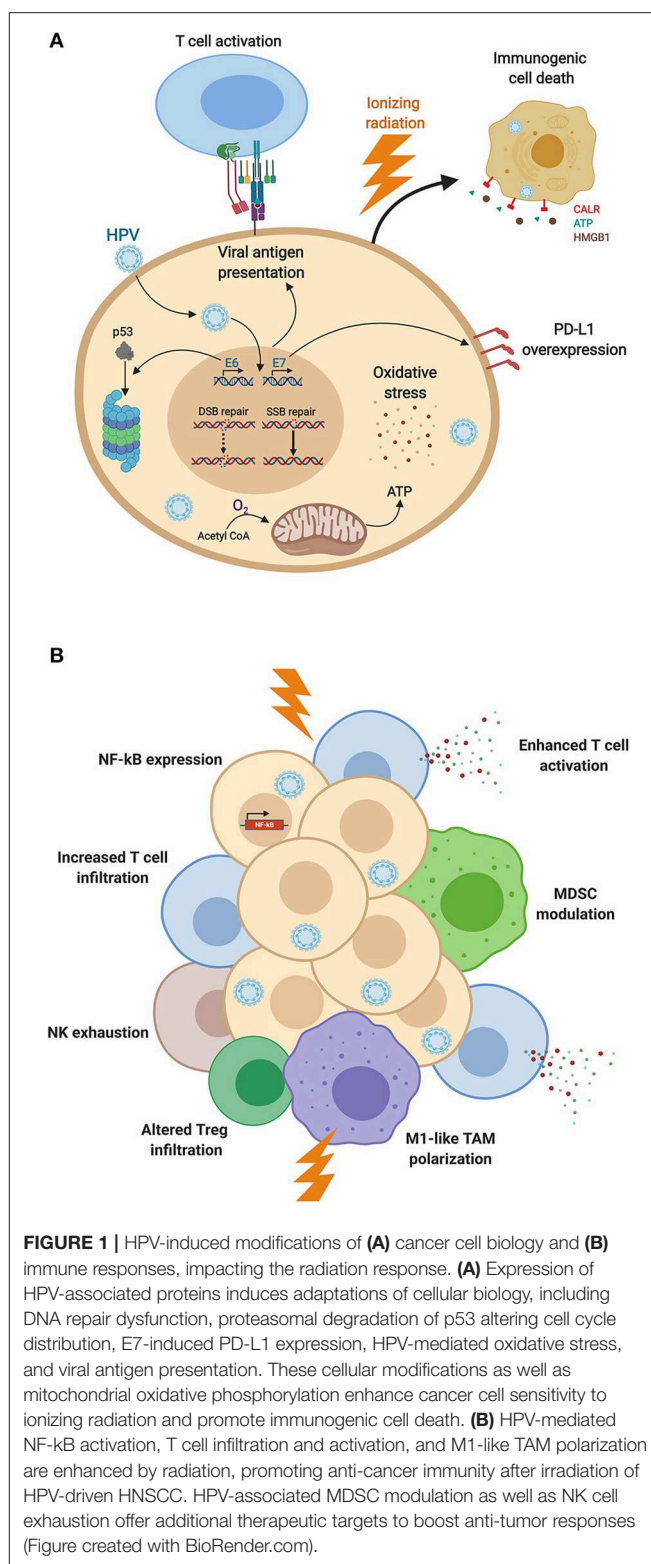 A
T cell activation
Immunogenic
cell death
Ionizing
radiation
CALR
ATP
HMGB1
HPV
Viral antigen
presentation
PD-L1
overexpression
p53
E6
E7
Oxidative
stress
DSB repair
SSB repair
O2
ATP
Acetyl CoA
B
NF-kB expression
Enhanced T cell
activation
NF-kB
Increased T cell
infiltration
MDSC
modulation
NK exhaustion
Altered Treg
infiltration
M1-like TAM
polarization
FIGURE 1 | HPV-induced modifications of (A) cancer cell biology and (B)
immune responses, impacting the radiation response. (A) Expression of
HPV-associated proteins induces adaptations of cellular biology, including
DNA repair dysfunction, proteasomal degradation of p53 altering cell cycle
distribution, E7-induced PD-L1 expression, HPV-mediated oxidative stress,
and viral antigen presentation. These cellular modifications as well as
mitochondrial oxidative phosphorylation enhance cancer cell sensitivity to
ionizing radiation and promote immunogenic cell death. (B) HPV-mediated
NF-kB activation, T cell infiltration and activation, and M1-like TAM polarization
are enhanced by radiation, promoting anti-cancer immunity after irradiation of
HPV-driven HNSCC. HPV-associated MDSC modulation as well as NK cell
exhaustion offer additional therapeutic targets to boost anti-tumor responses
(Figure created with BioRender.com).